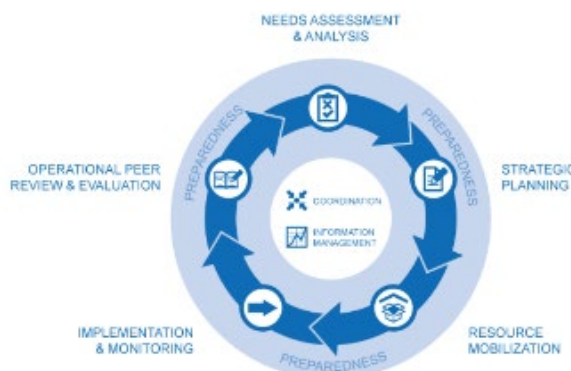 NEEDS ASSESSMENT
& ANALYSIS
PREPAREDNESS
PREPAREDNESS
OPERATIONAL PEER
REVIEW & EVALUATION
STRATEGIC
PLANNING
COORDINATION
INFORMATION
MANAGEMENT
IMPLEMENTATION
& MONITORING
RESOURCE
MOBILIZATION
PREPAREDNESS